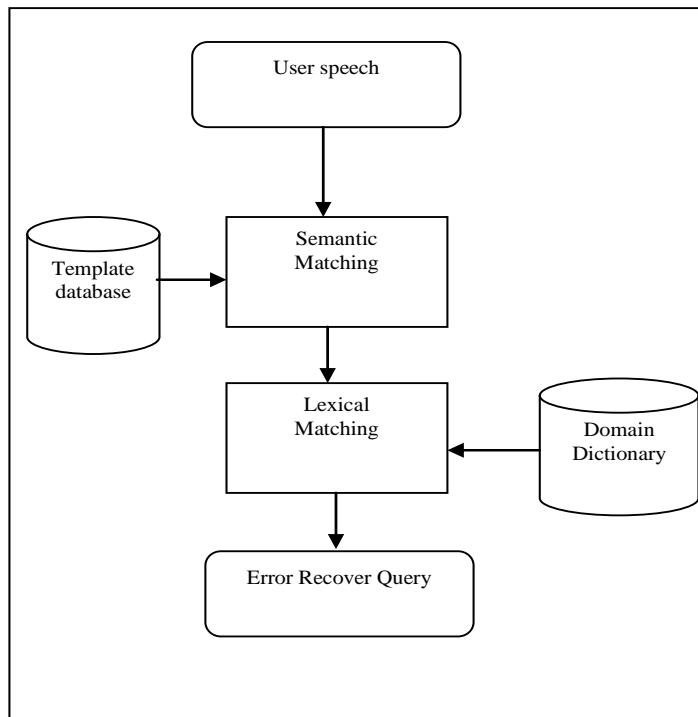 User speech
Semantic
Matching
Template
database
Lexical
Matching
Domain
Dictionary
Error Recover Query